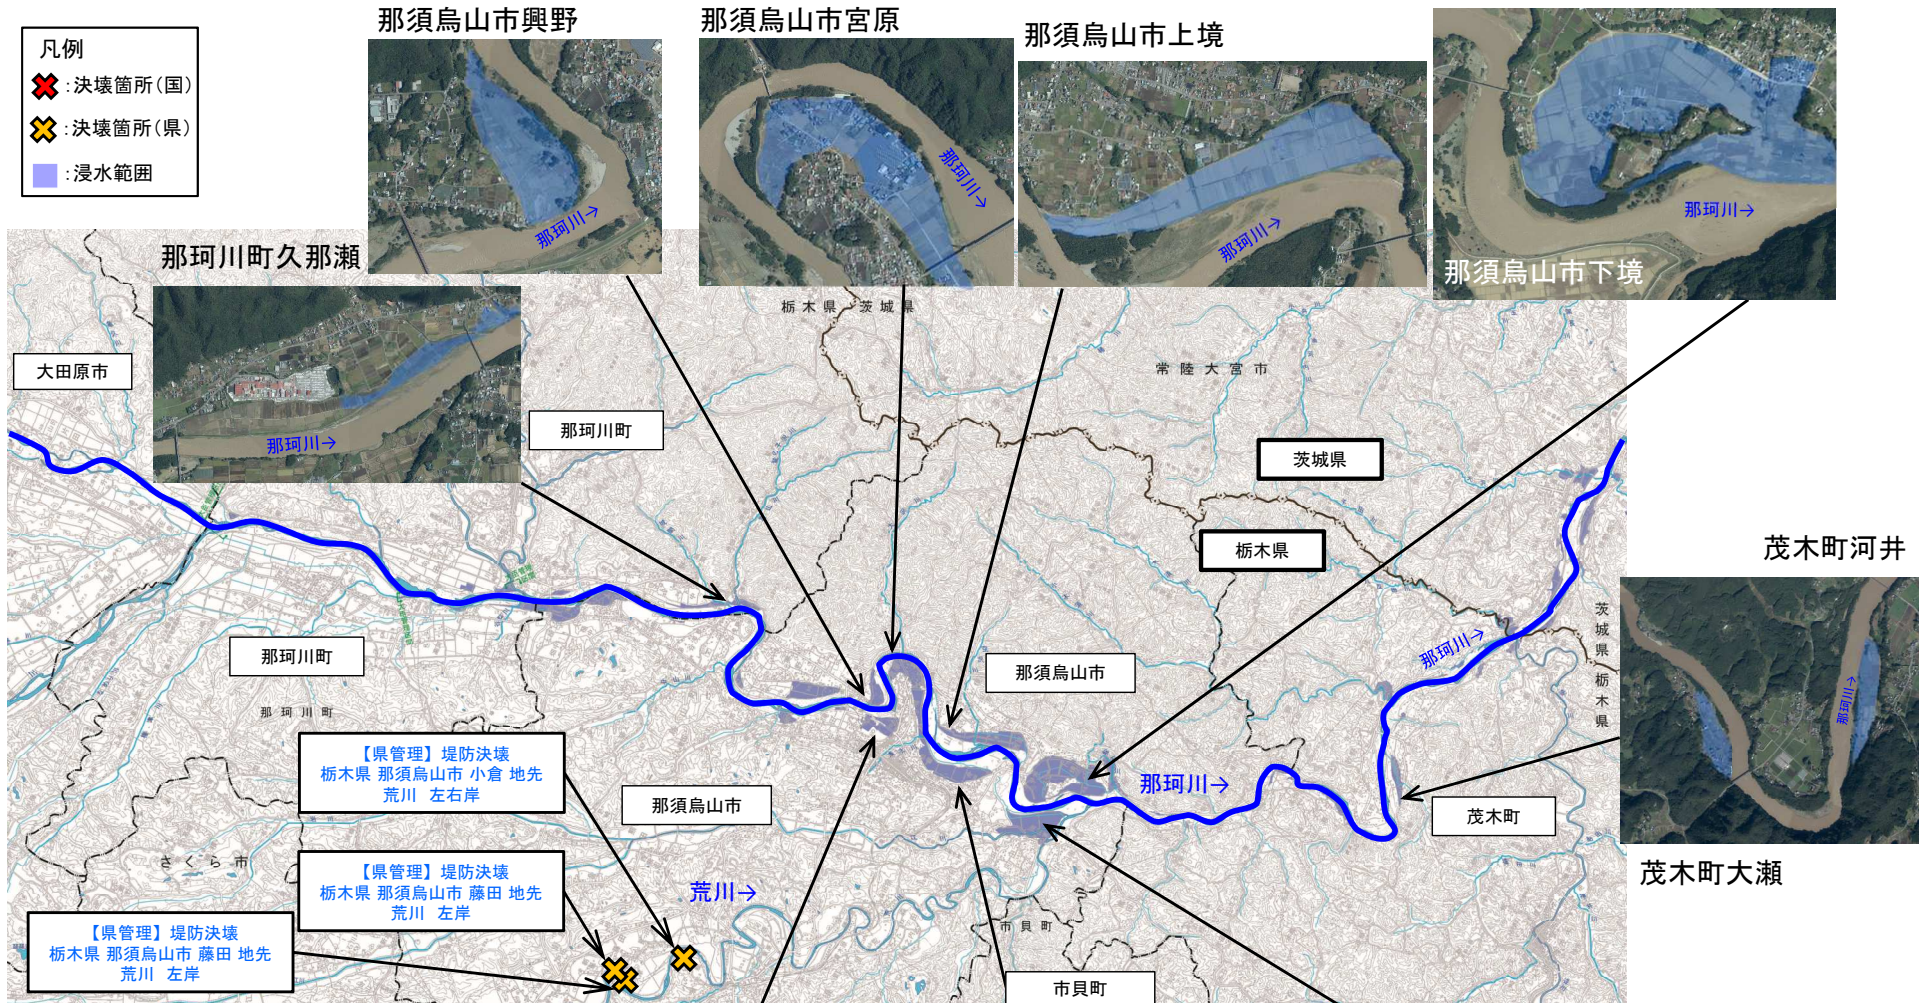 凡例
:決壊箇所(国)
:決壊箇所(県)
:浸水範囲
那須烏山市興野
那珂川→
那須烏山市宮原
那珂川→
那須烏山市上境
那珂川→
那珂川→
那須烏山市下境
那珂川町久那瀬
那珂川→
栃木県
茨城県
常陸大宮市
大田原市
那珂川町
茨城県
栃木県
茂木町河井
那珂川→
茂木町大瀬
茨城県
栃木県
那珂川→
那珂川町
那珂川町
那須烏山市
那珂川→
【県管理】堤防決壊
栃木県 那須烏山市 小倉 地先
荒川 左右岸
那須烏山市
茂木町
さくら市
【県管理】堤防決壊
栃木県 那須烏山市 藤田 地先
荒川 左岸
荒川→
【県管理】堤防決壊
栃木県 那須烏山市 藤田 地先
荒川 左岸
市貝町
市貝町